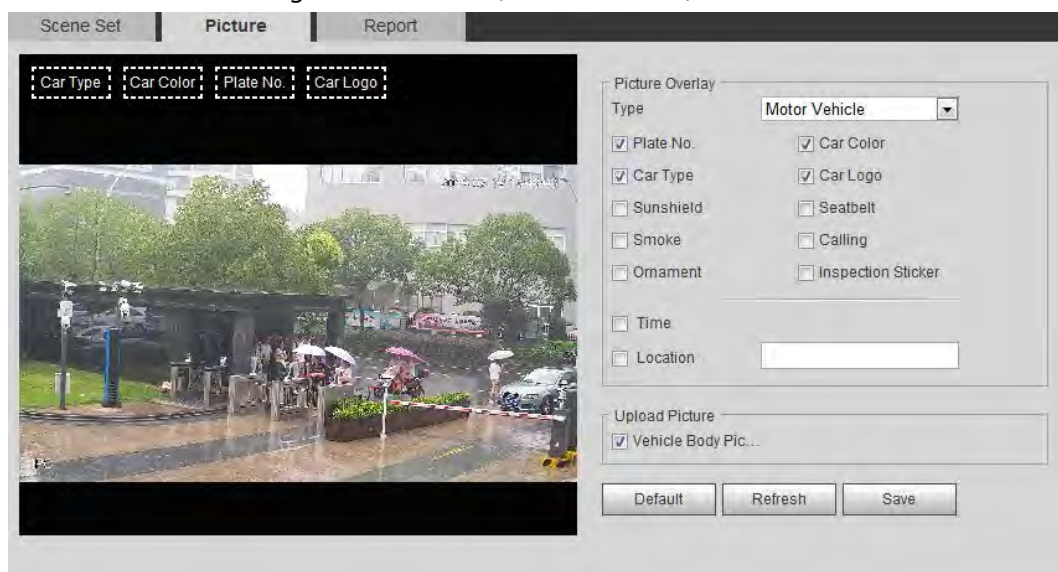 Scene Set Picture Report
Car Type Car Color Plate No. Car Logo
Picture Overlay
Type Motor Vehicle
Plate No. Car Color
Car Type Car Logo
Sunshield Seatbelt
Smoke Calling
Ornament Inspection Sticker
Time
Location
Upload Picture
Vehicle Body Pic...
Default Refresh Save